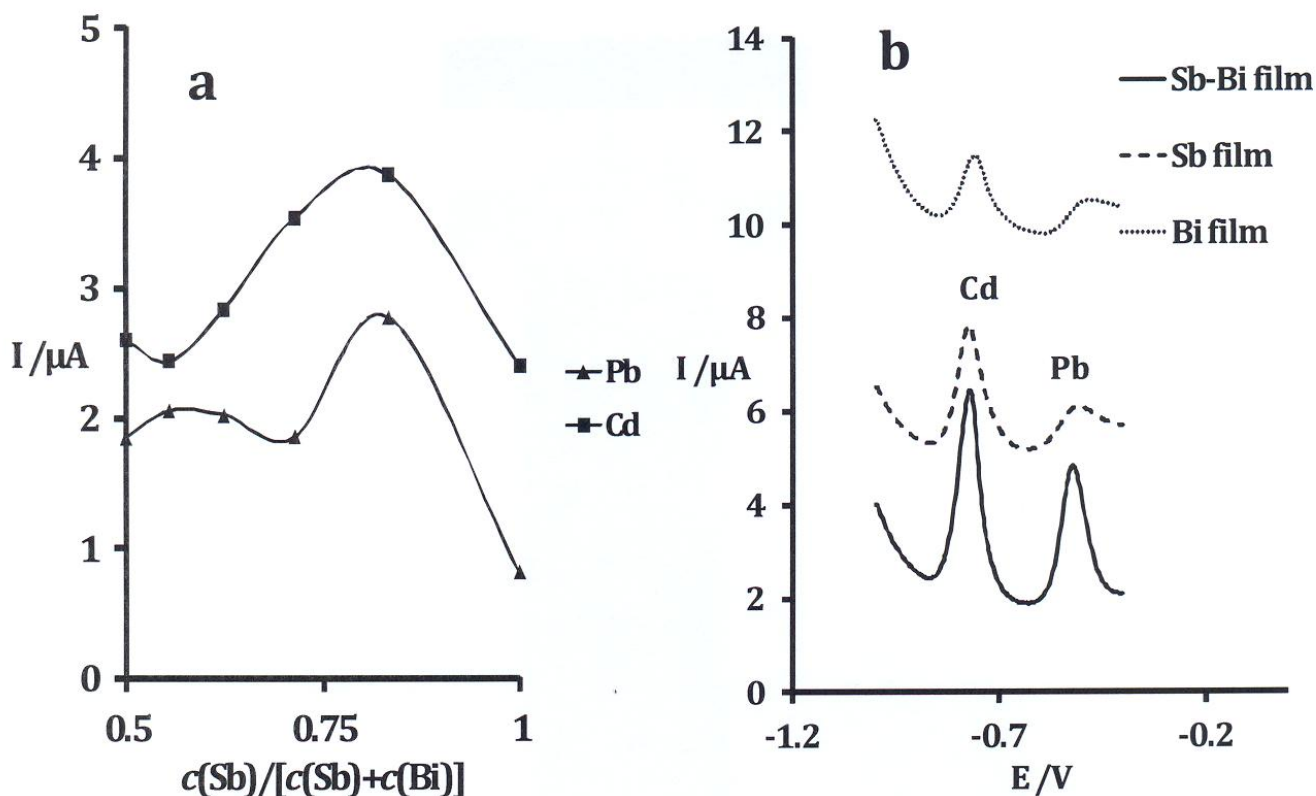 a
5
4
3
2
1
0
I /μA
0.5
0.75
1
c(Sb)/[c(Sb)+c(Bi)]
Pb
Cd
b
14
12
10
8
6
4
2
0
I /μA
-1.2
-0.7
-0.2
E /V
Cd
Pb
Sb-Bi film
Sb film
Bi film